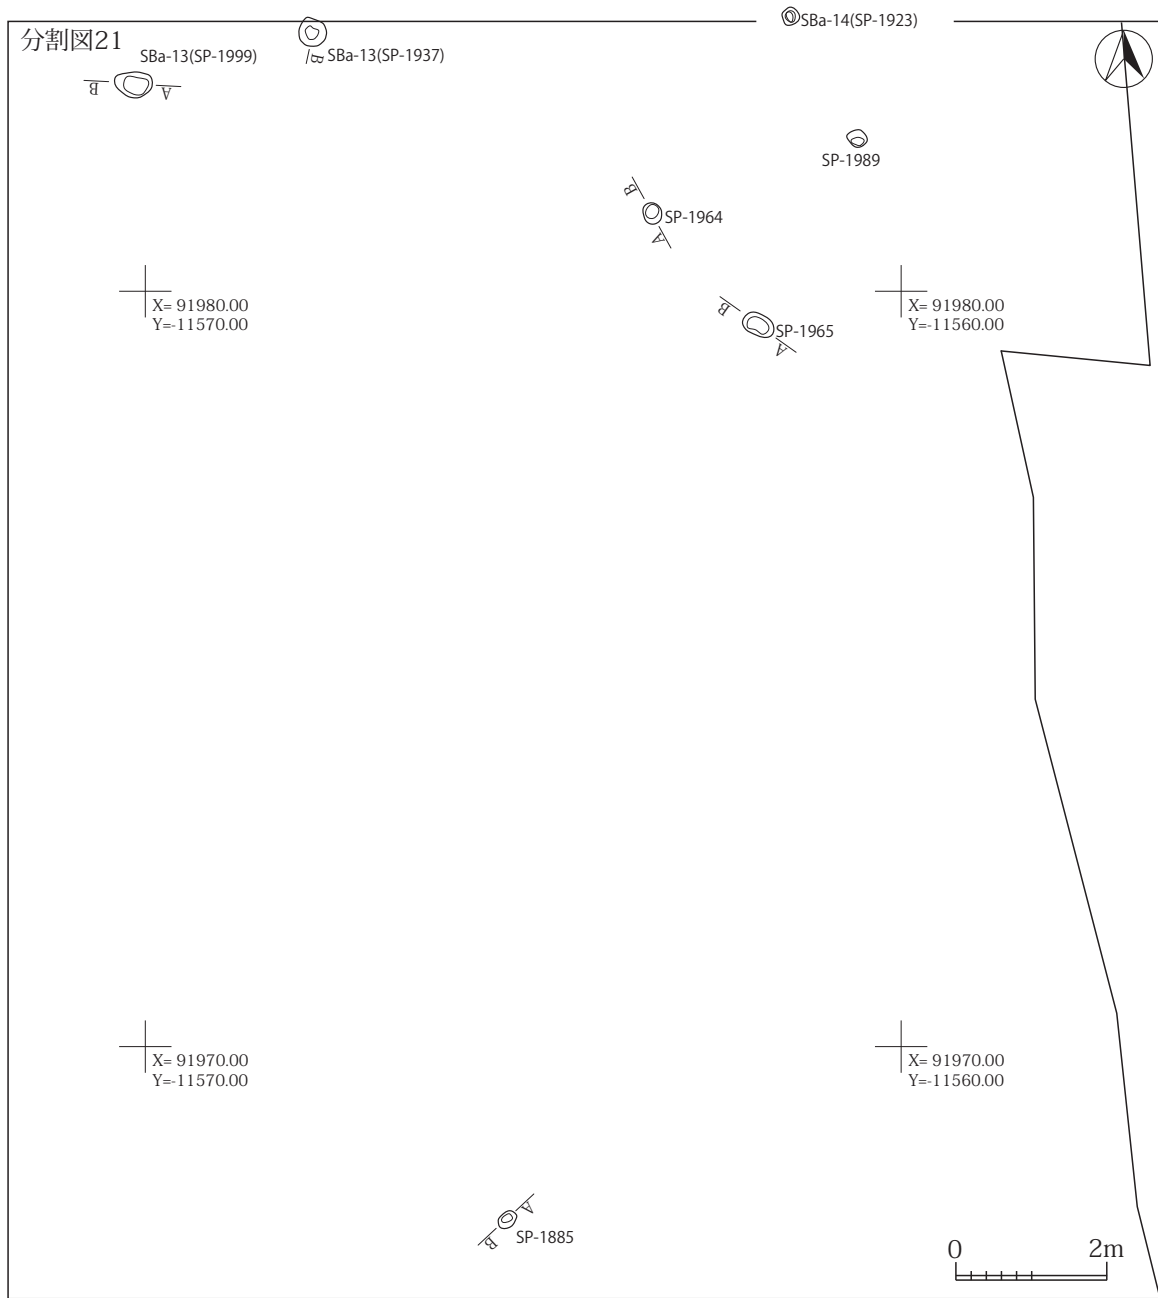 分割図21
SBa-14(SP-1923)
SBa-13(SP-1999)
SBa-13(SP-1937)
B
B
A
SP-1989
B
SP-1964
A
X= 91980.00
Y=-11570.00
X= 91980.00
Y=-11560.00
B
SP-1965
A
X= 91970.00
Y=-11570.00
X= 91970.00
Y=-11560.00
A
SP-1885
B
0 2m